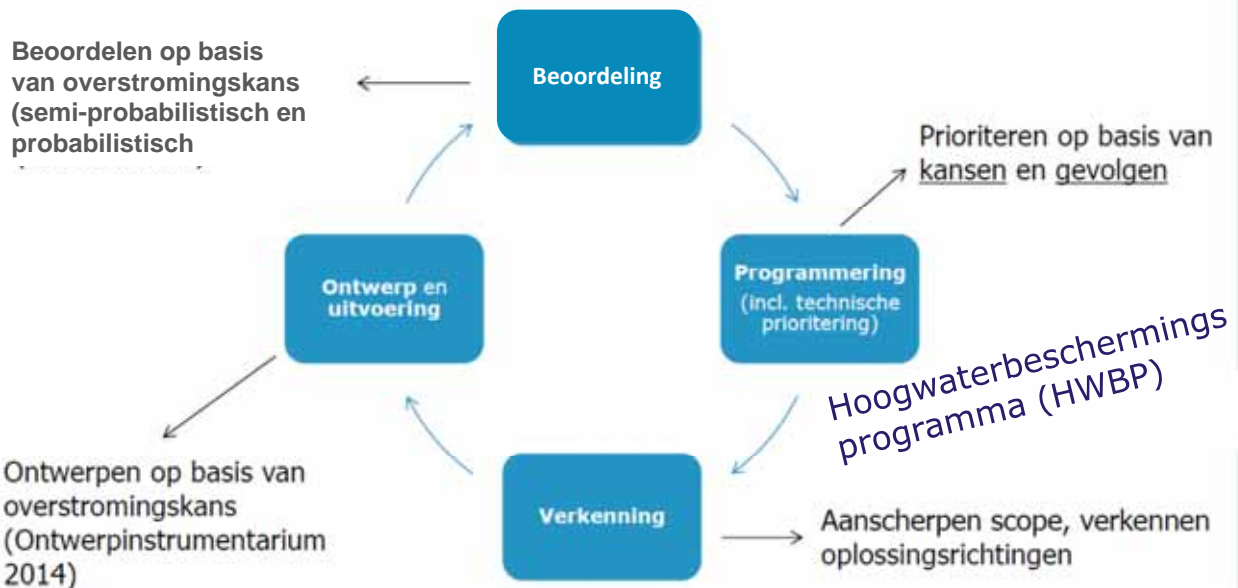 Beoordelen op basis
van overstromingskans
(semi-probabilistisch en
probabilistisch
Beoordeling
Prioriteren op basis van
kansen en gevolgen
Programmering
(incl. technische
prioritering)
Hoogwaterbeschermings
programma (HWBP)
Verkenning
Aanscherpen scope, verkennen
oplossingsrichtingen
Ontwerp en
uitvoering
Ontwerpen op basis van
overstromingskans
(Ontwerpinstrumentarium
2014)